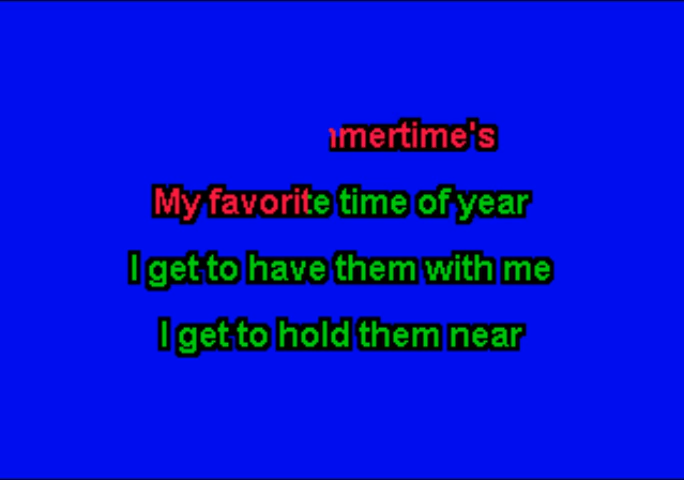 mertime's
My favorite time of year
I get to have them with me
I get to hold them near